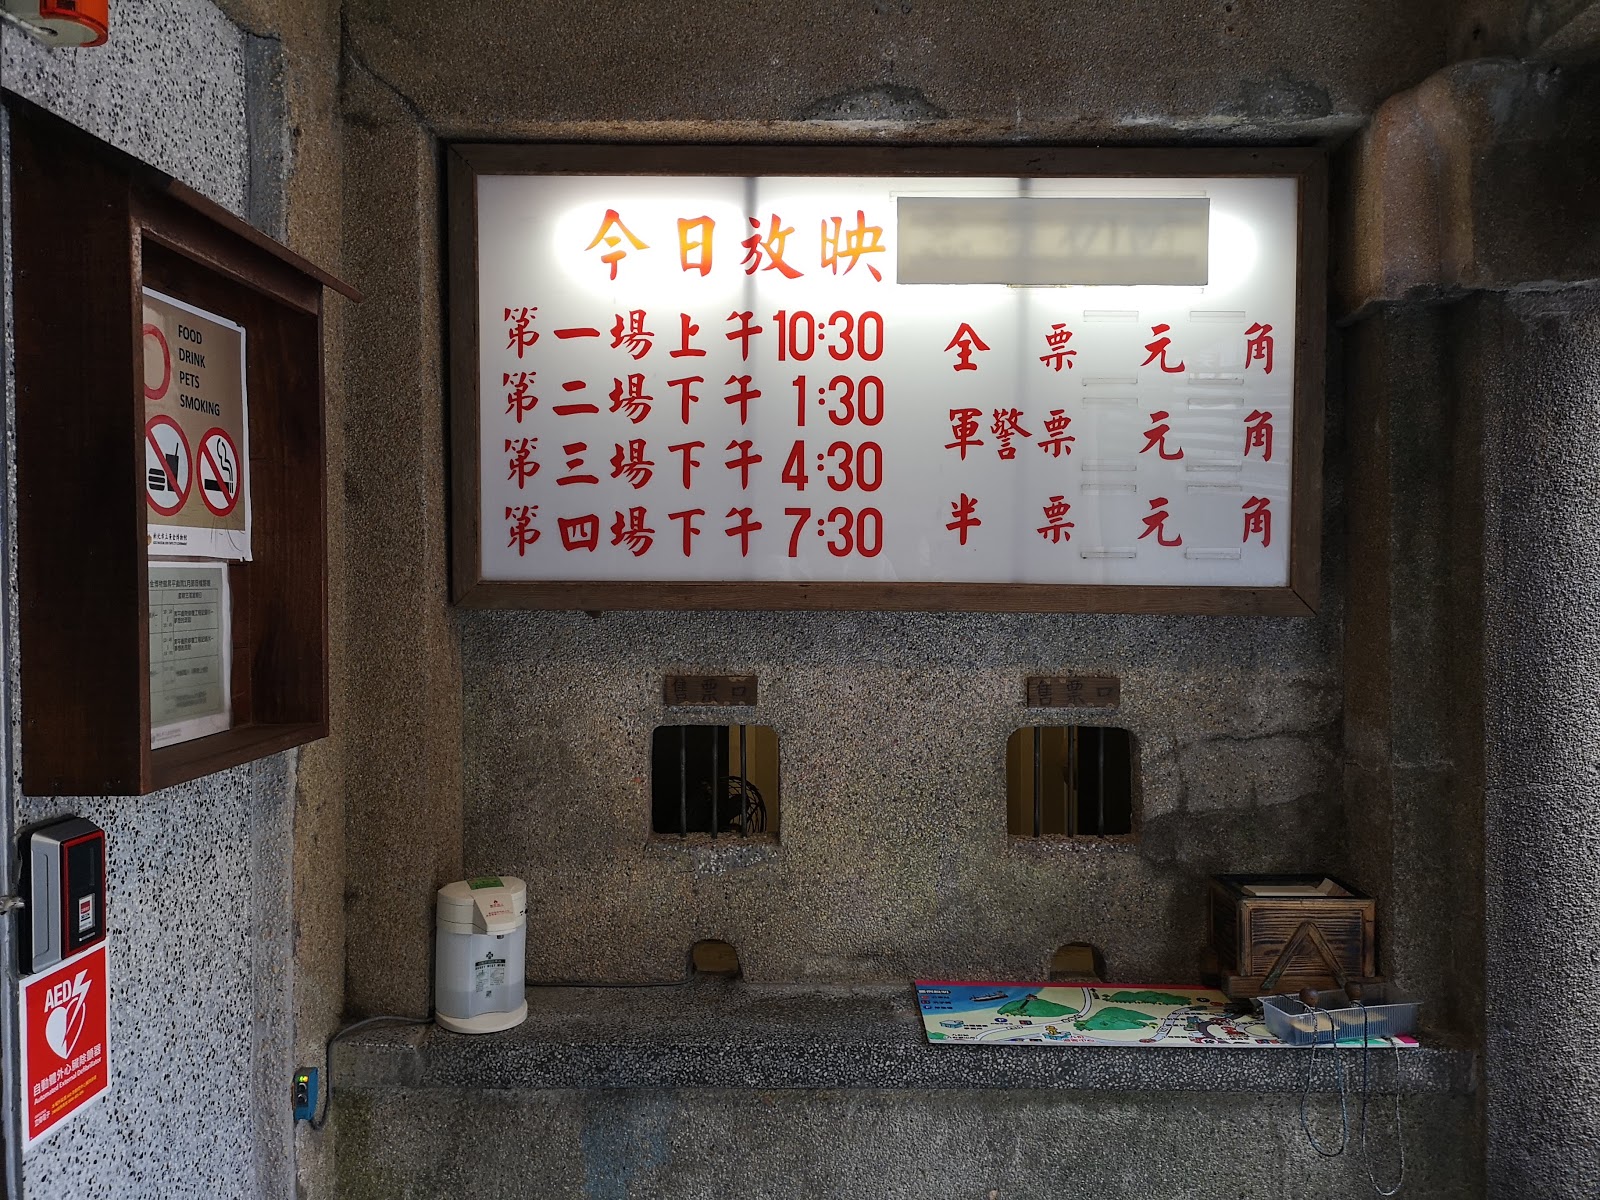 今日放映
第一場上午10:30
第二場下午1:30
第三場下午4:30
第四場下午7:30
全票 元 角
軍警票 元 角
半票 元 角
售票口
售票口
FOOD
DRINK
PETS
SMOKING
AED
自動體外心臟除顫器
Automated External Defibrillator